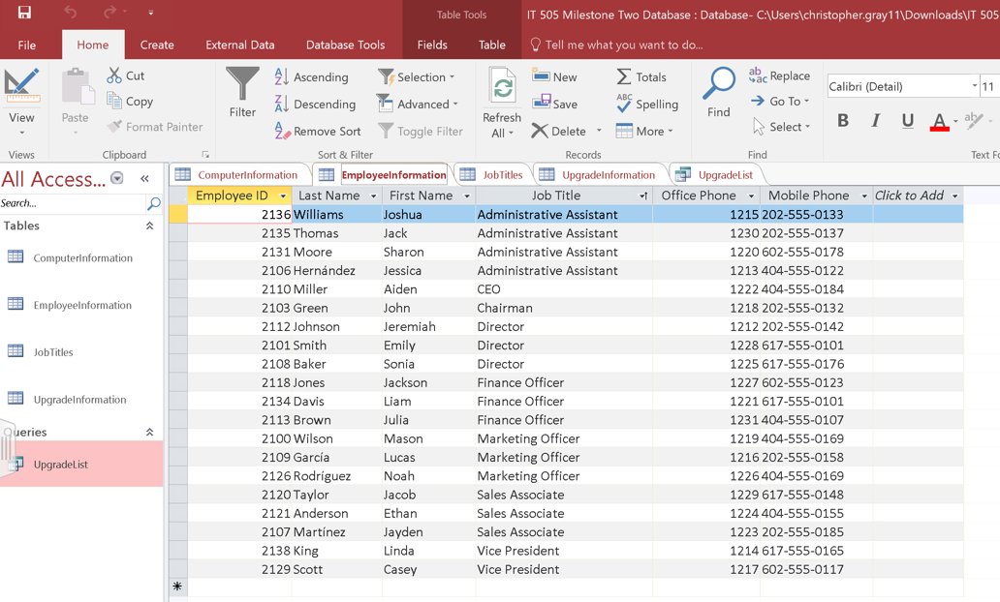 Table Tools IT 505 Milestone Two Database : Database- C:\Users\christopher.gray11\Downloads\IT 505
File Home Create External Data Database Tools Fields Table Tell me what you want to do...
View Paste Cut Copy Format Painter
Filter Ascending Descending Remove Sort Selection Advanced Toggle Filter
Refresh All New Save Delete Totals Spelling More
Find Replace Go To Select
Calibri (Detail) 11
B I U A
Views Clipboard Sort & Filter Records Find Text Fo
All Access... «
Search...
Tables
ComputerInformation
EmployeeInformation
JobTitles
UpgradeInformation
Queries
UpgradeList
ComputerInformation EmployeeInformation JobTitles UpgradeInformation UpgradeList
Employee ID Last Name First Name Job Title Office Phone Mobile Phone Click to Add
2136 Williams Joshua Administrative Assistant 1215 202-555-0133
2135 Thomas Jack Administrative Assistant 1230 202-555-0137
2131 Moore Sharon Administrative Assistant 1220 602-555-0178
2106 Hernández Jessica Administrative Assistant 1213 404-555-0122
2110 Miller Aiden CEO 1222 404-555-0184
2103 Green John Chairman 1218 202-555-0132
2112 Johnson Jeremiah Director 1212 202-555-0142
2101 Smith Emily Director 1228 617-555-0101
2108 Baker Sonia Director 1225 617-555-0176
2118 Jones Jackson Finance Officer 1227 602-555-0123
2134 Davis Liam Finance Officer 1221 617-555-0101
2113 Brown Julia Finance Officer 1231 404-555-0107
2100 Wilson Mason Marketing Officer 1219 404-555-0169
2109 García Lucas Marketing Officer 1216 202-555-0158
2126 Rodríguez Noah Marketing Officer 1226 404-555-0169
2120 Taylor Jacob Sales Associate 1229 617-555-0148
2121 Anderson Ethan Sales Associate 1224 404-555-0155
2107 Martínez Jayden Sales Associate 1223 202-555-0185
2138 King Linda Vice President 1214 617-555-0165
2129 Scott Casey Vice President 1217 602-555-0117